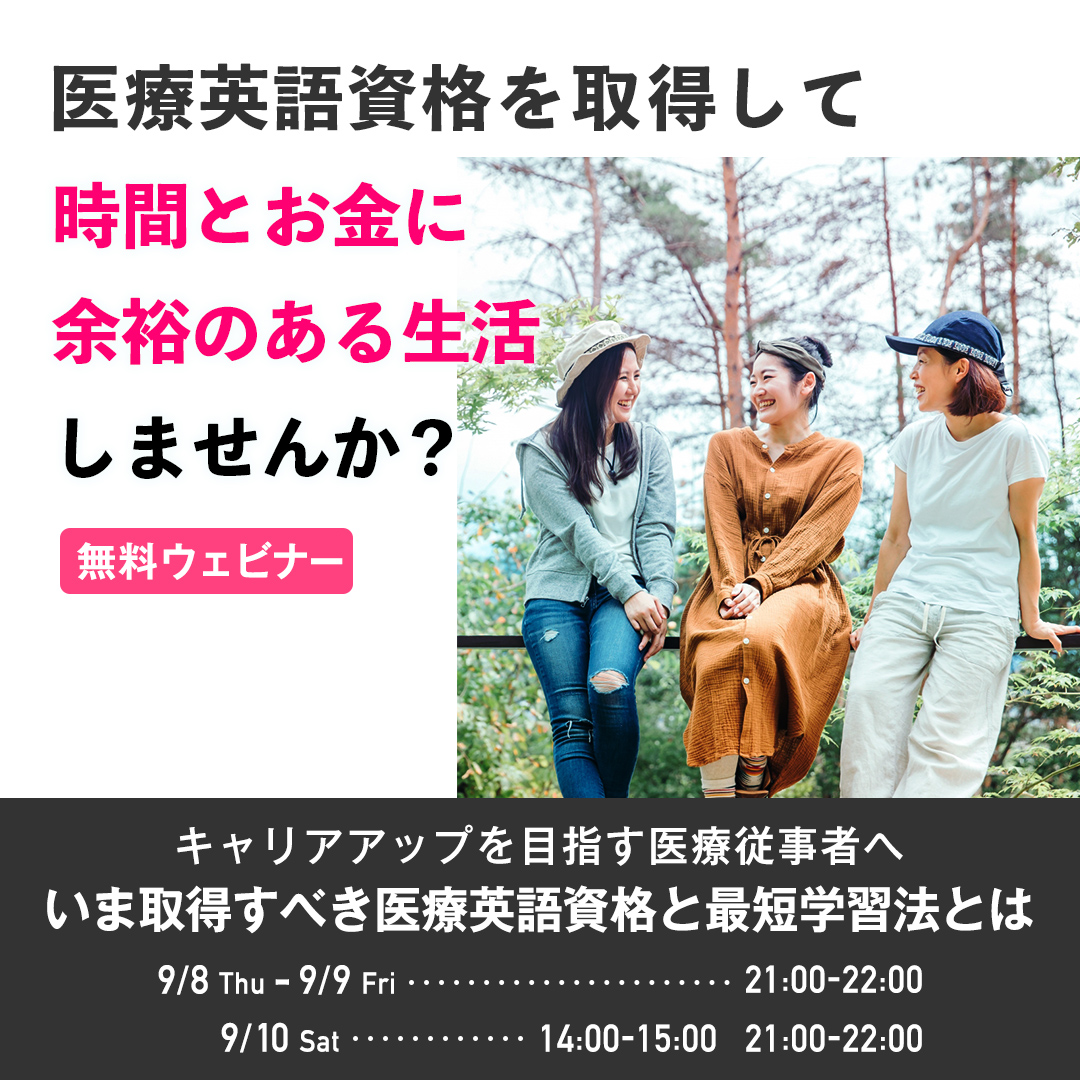 医療英語資格を取得して
時間とお金に
余裕のある生活
しませんか？
無料ウェビナー
キャリアアップを目指す医療従事者へ
いま取得すべき医療英語資格と最短学習法とは
9/8 Thu - 9/9 Fri ······················ 21:00-22:00
9/10 Sat ············ 14:00-15:00 21:00-22:00